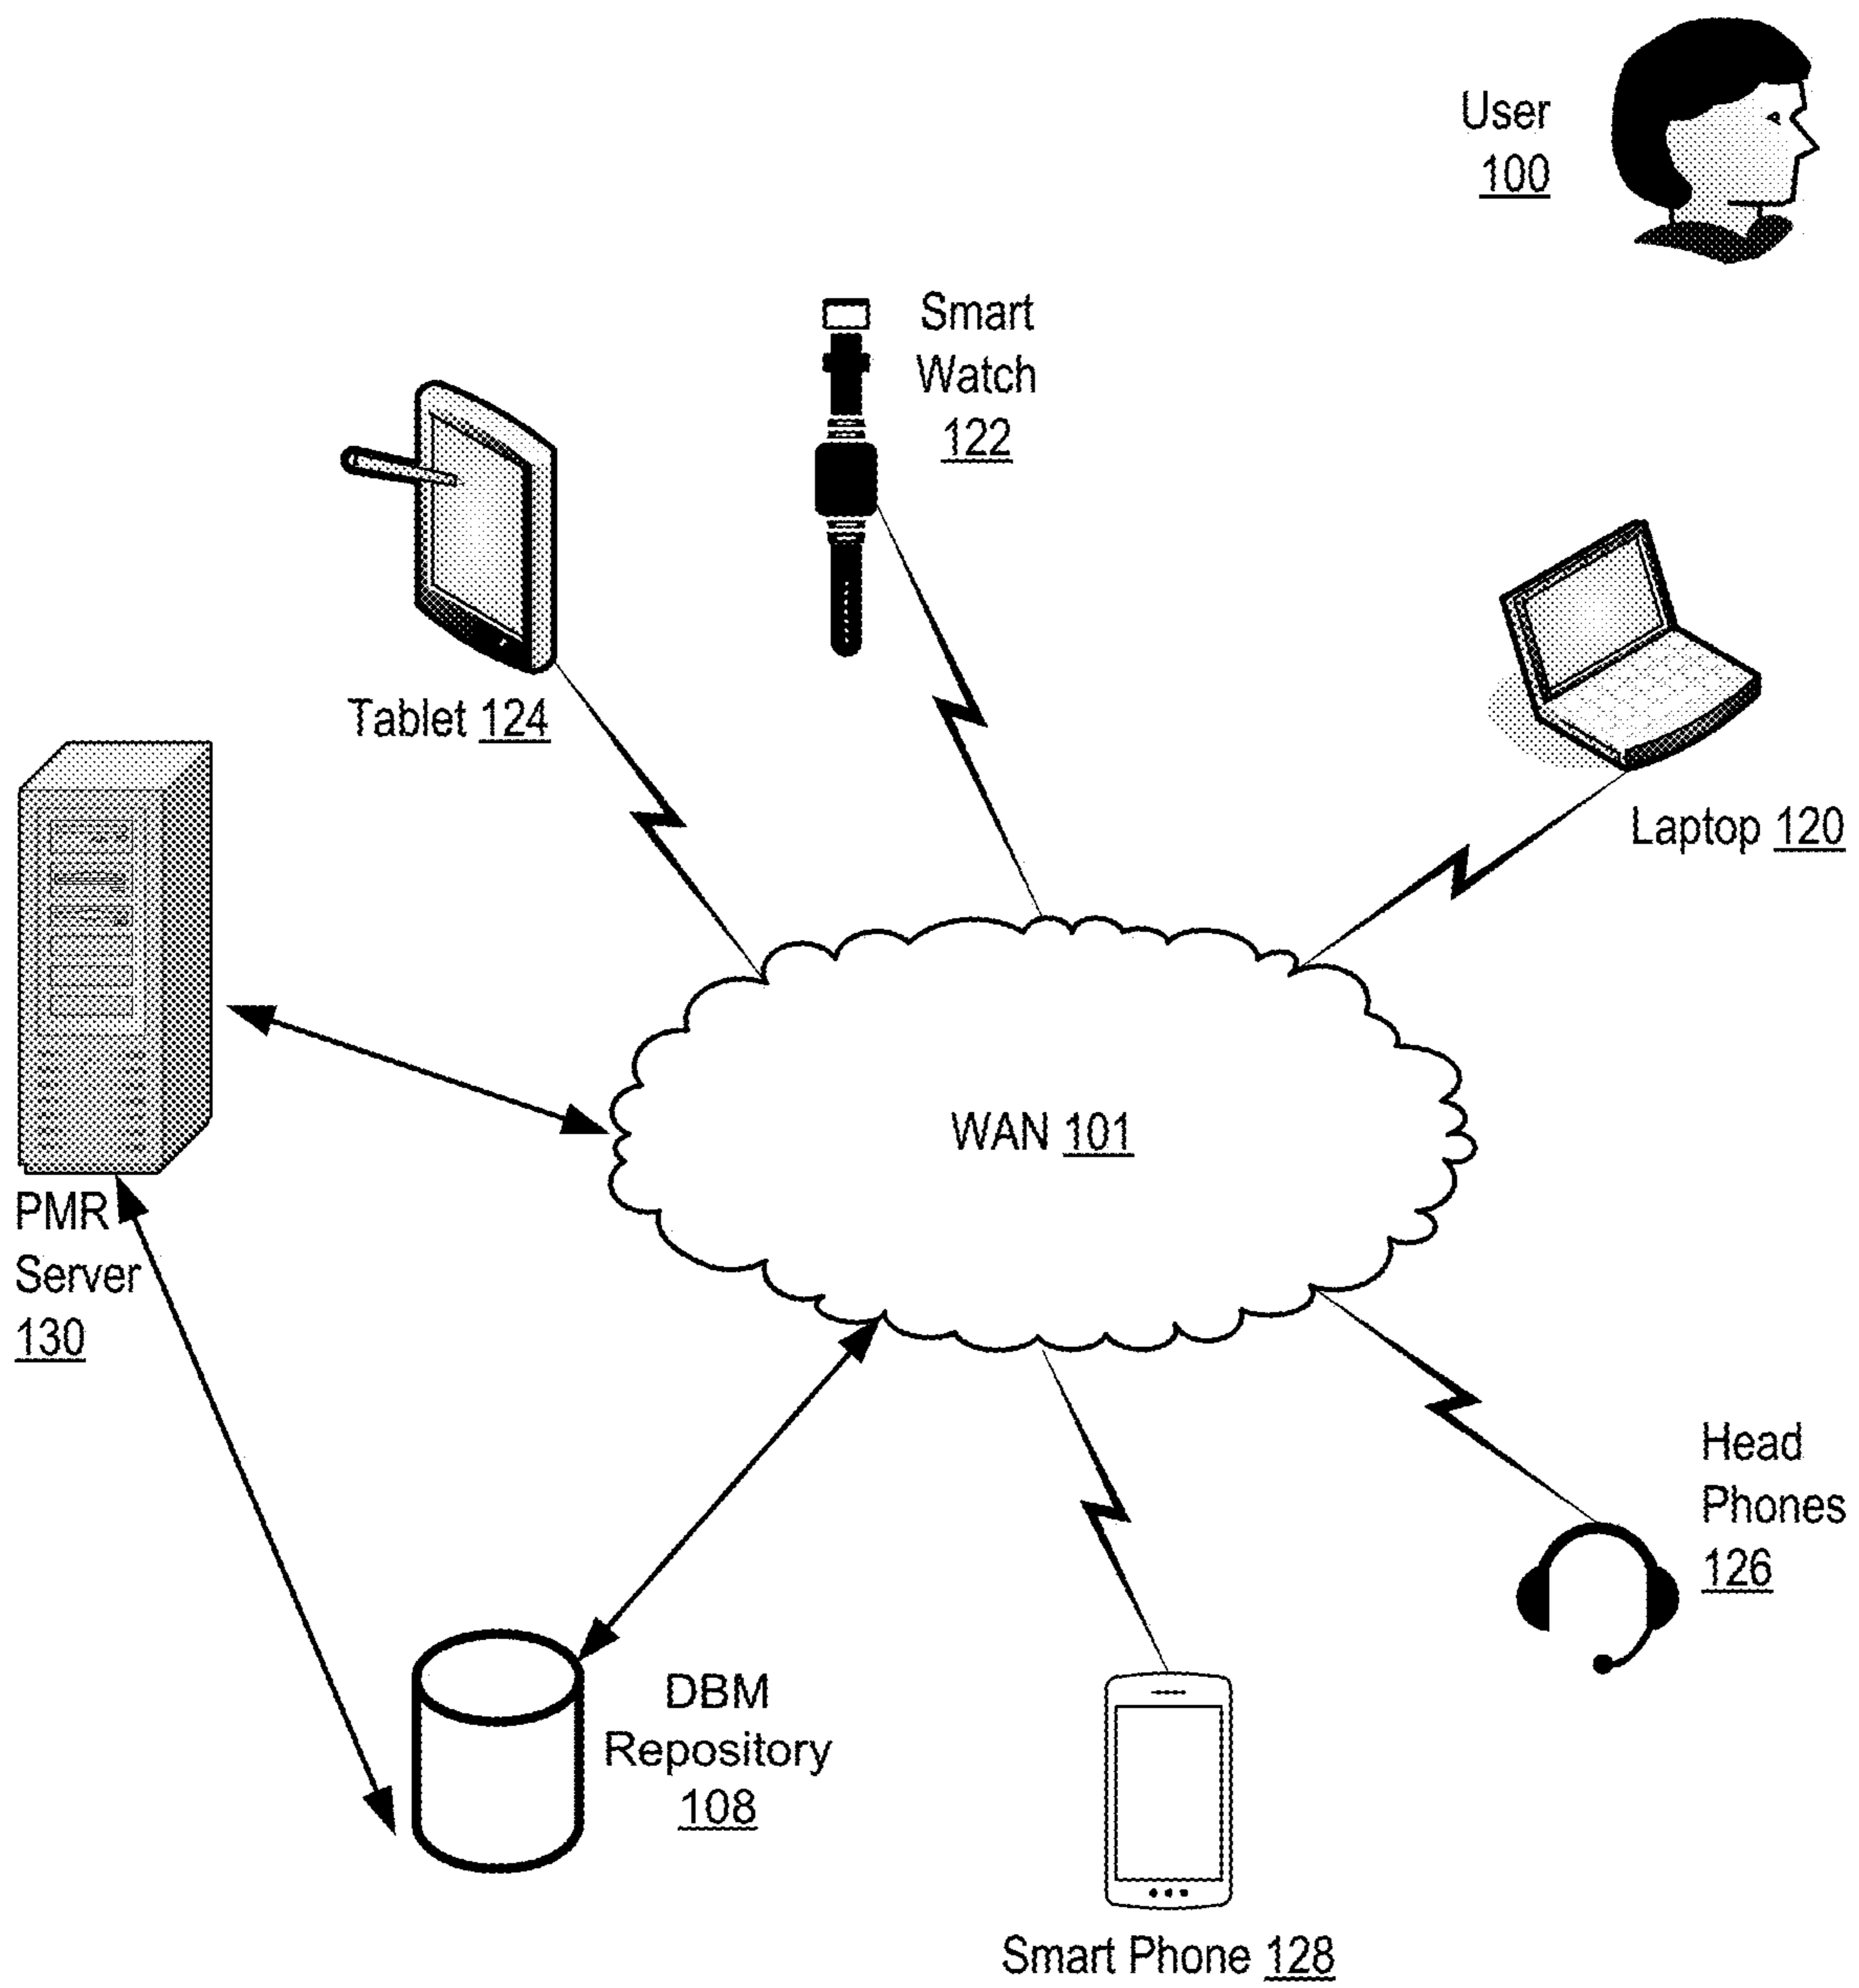 User
100
Smart
Watch
122
Tablet 124
Laptop 120
WAN 101
PMR
Server
130
Head
Phones
126
DBM
Repository
108
Smart Phone 128